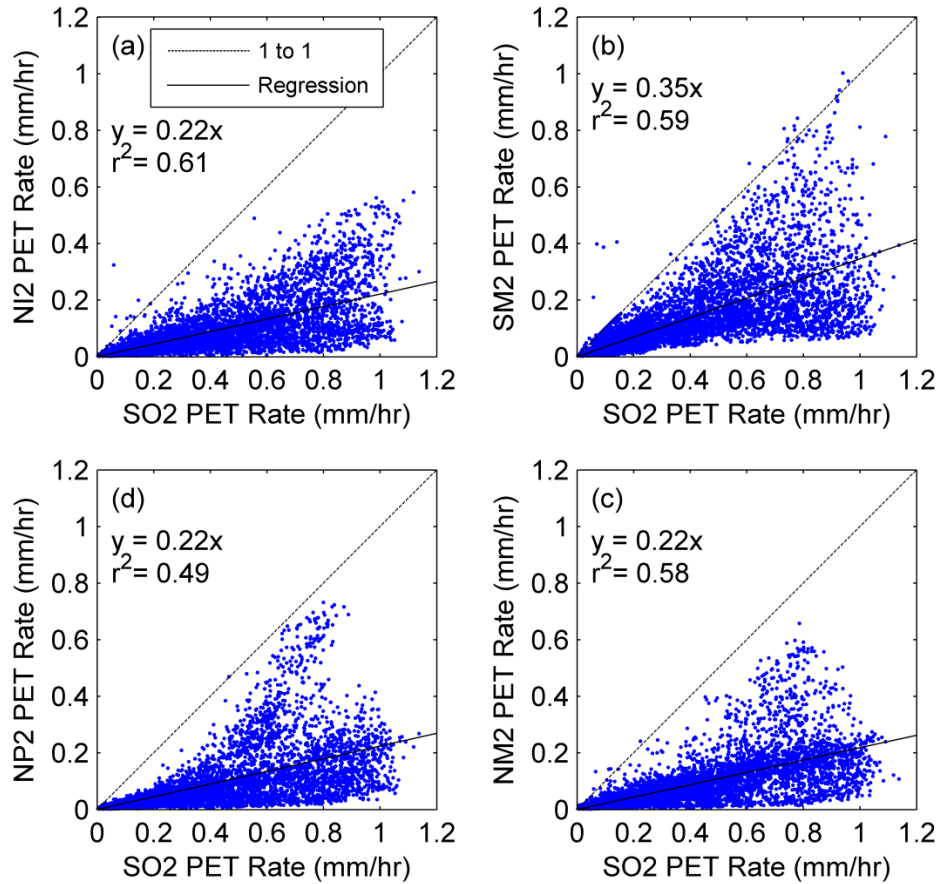 (a)
1 to 1
Regression
y = 0.22x
r²= 0.61
1.2
1
0.8
0.6
0.4
0.2
0
NI2 PET Rate (mm/hr)
0 0.2 0.4 0.6 0.8 1 1.2
SO2 PET Rate (mm/hr)
(b)
y = 0.35x
r²= 0.59
1.2
1
0.8
0.6
0.4
0.2
0
SM2 PET Rate (mm/hr)
0 0.2 0.4 0.6 0.8 1 1.2
SO2 PET Rate (mm/hr)
(d)
y = 0.22x
r²= 0.49
1.2
1
0.8
0.6
0.4
0.2
0
NP2 PET Rate (mm/hr)
0 0.2 0.4 0.6 0.8 1 1.2
SO2 PET Rate (mm/hr)
(c)
y = 0.22x
r²= 0.58
1.2
1
0.8
0.6
0.4
0.2
0
NM2 PET Rate (mm/hr)
0 0.2 0.4 0.6 0.8 1 1.2
SO2 PET Rate (mm/hr)